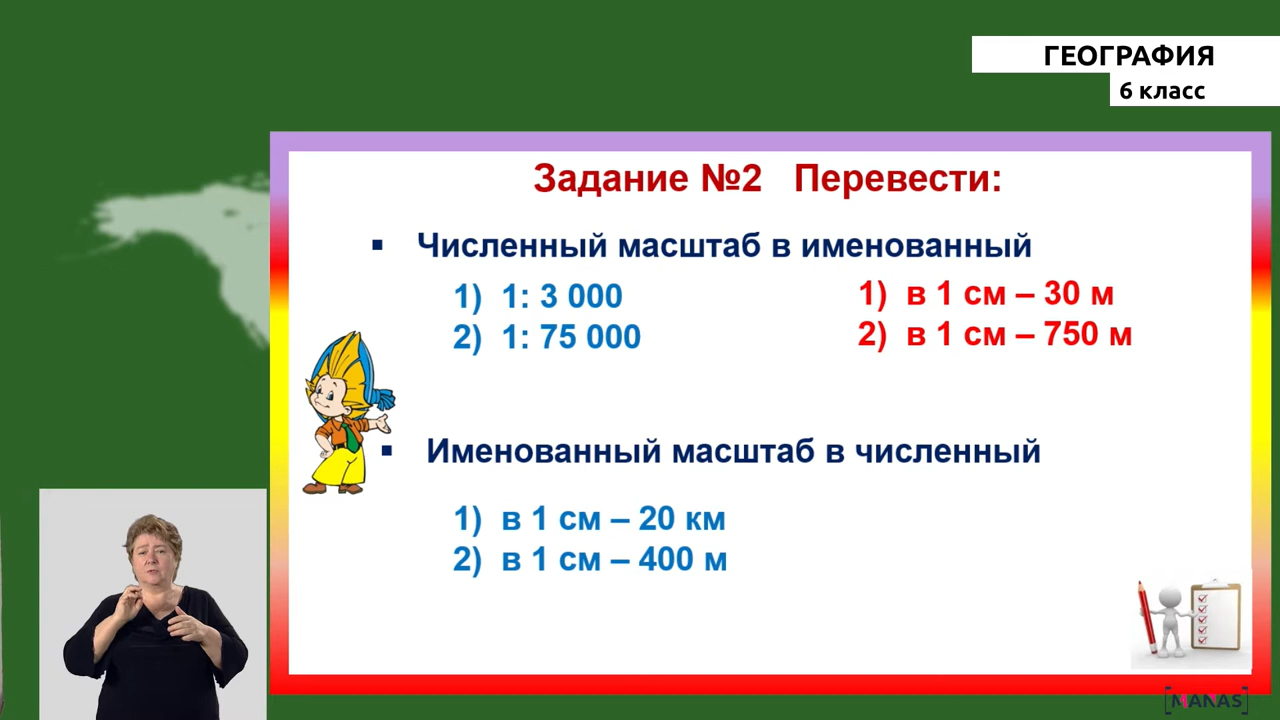 ГЕОГРАФИЯ
6 класс
Задание №2 Перевести:
▪ Численный масштаб в именованный
1) 1: 3 000
2) 1: 75 000
1) в 1 см – 30 м
2) в 1 см – 750 м
▪ Именованный масштаб в численный
1) в 1 см – 20 км
2) в 1 см – 400 м
[MANAS]